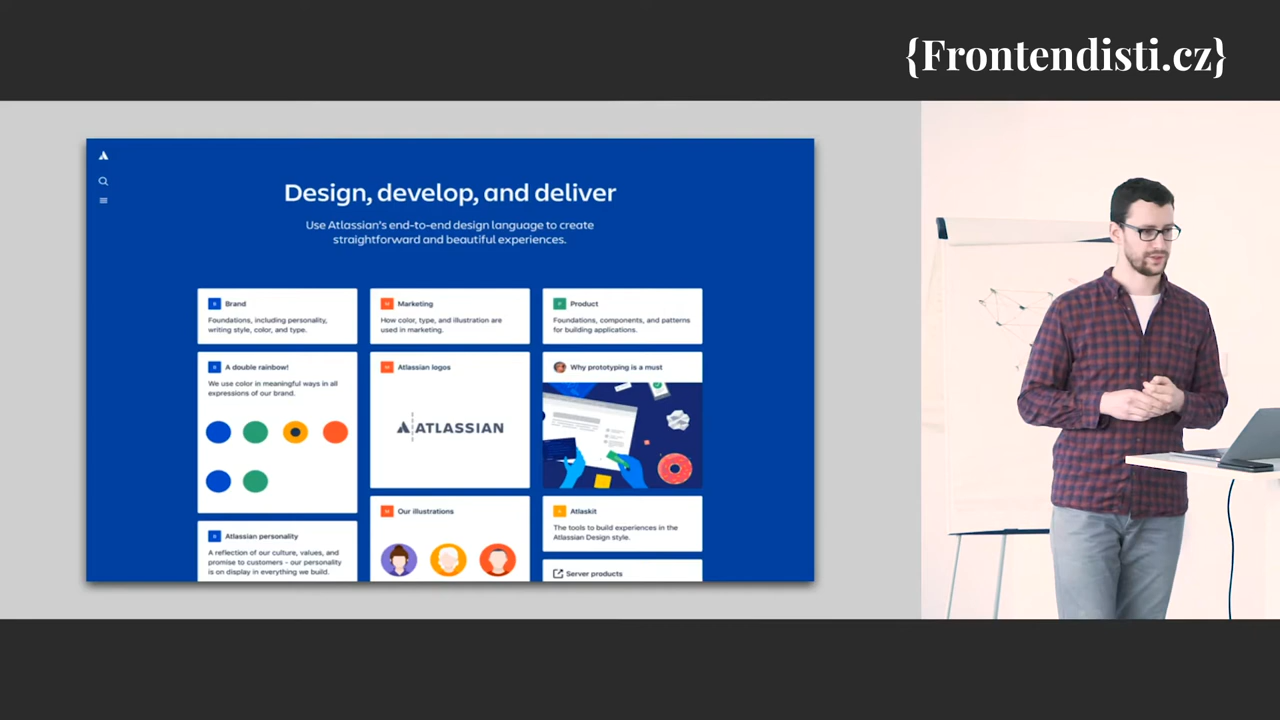 {Frontendisti.cz}
Design, develop, and deliver
Use Atlassian's end-to-end design language to create
straightforward and beautiful experiences.
B Brand
Foundations, including personality,
writing style, color, and type.
M Marketing
How color, type, and illustration are
used in marketing.
P Product
Foundations, components, and patterns
for building applications.
B A double rainbow!
We use color in meaningful ways in all
expressions of our brand.
M Atlassian logos
ATLASSIAN
Why prototyping is a must
B Atlassian personality
A reflection of our culture, values, and
promise to customers - our personality
is on display in everything we build.
M Our illustrations
Atlaskit
The tools to build experiences in the
Atlassian Design style.
Server products